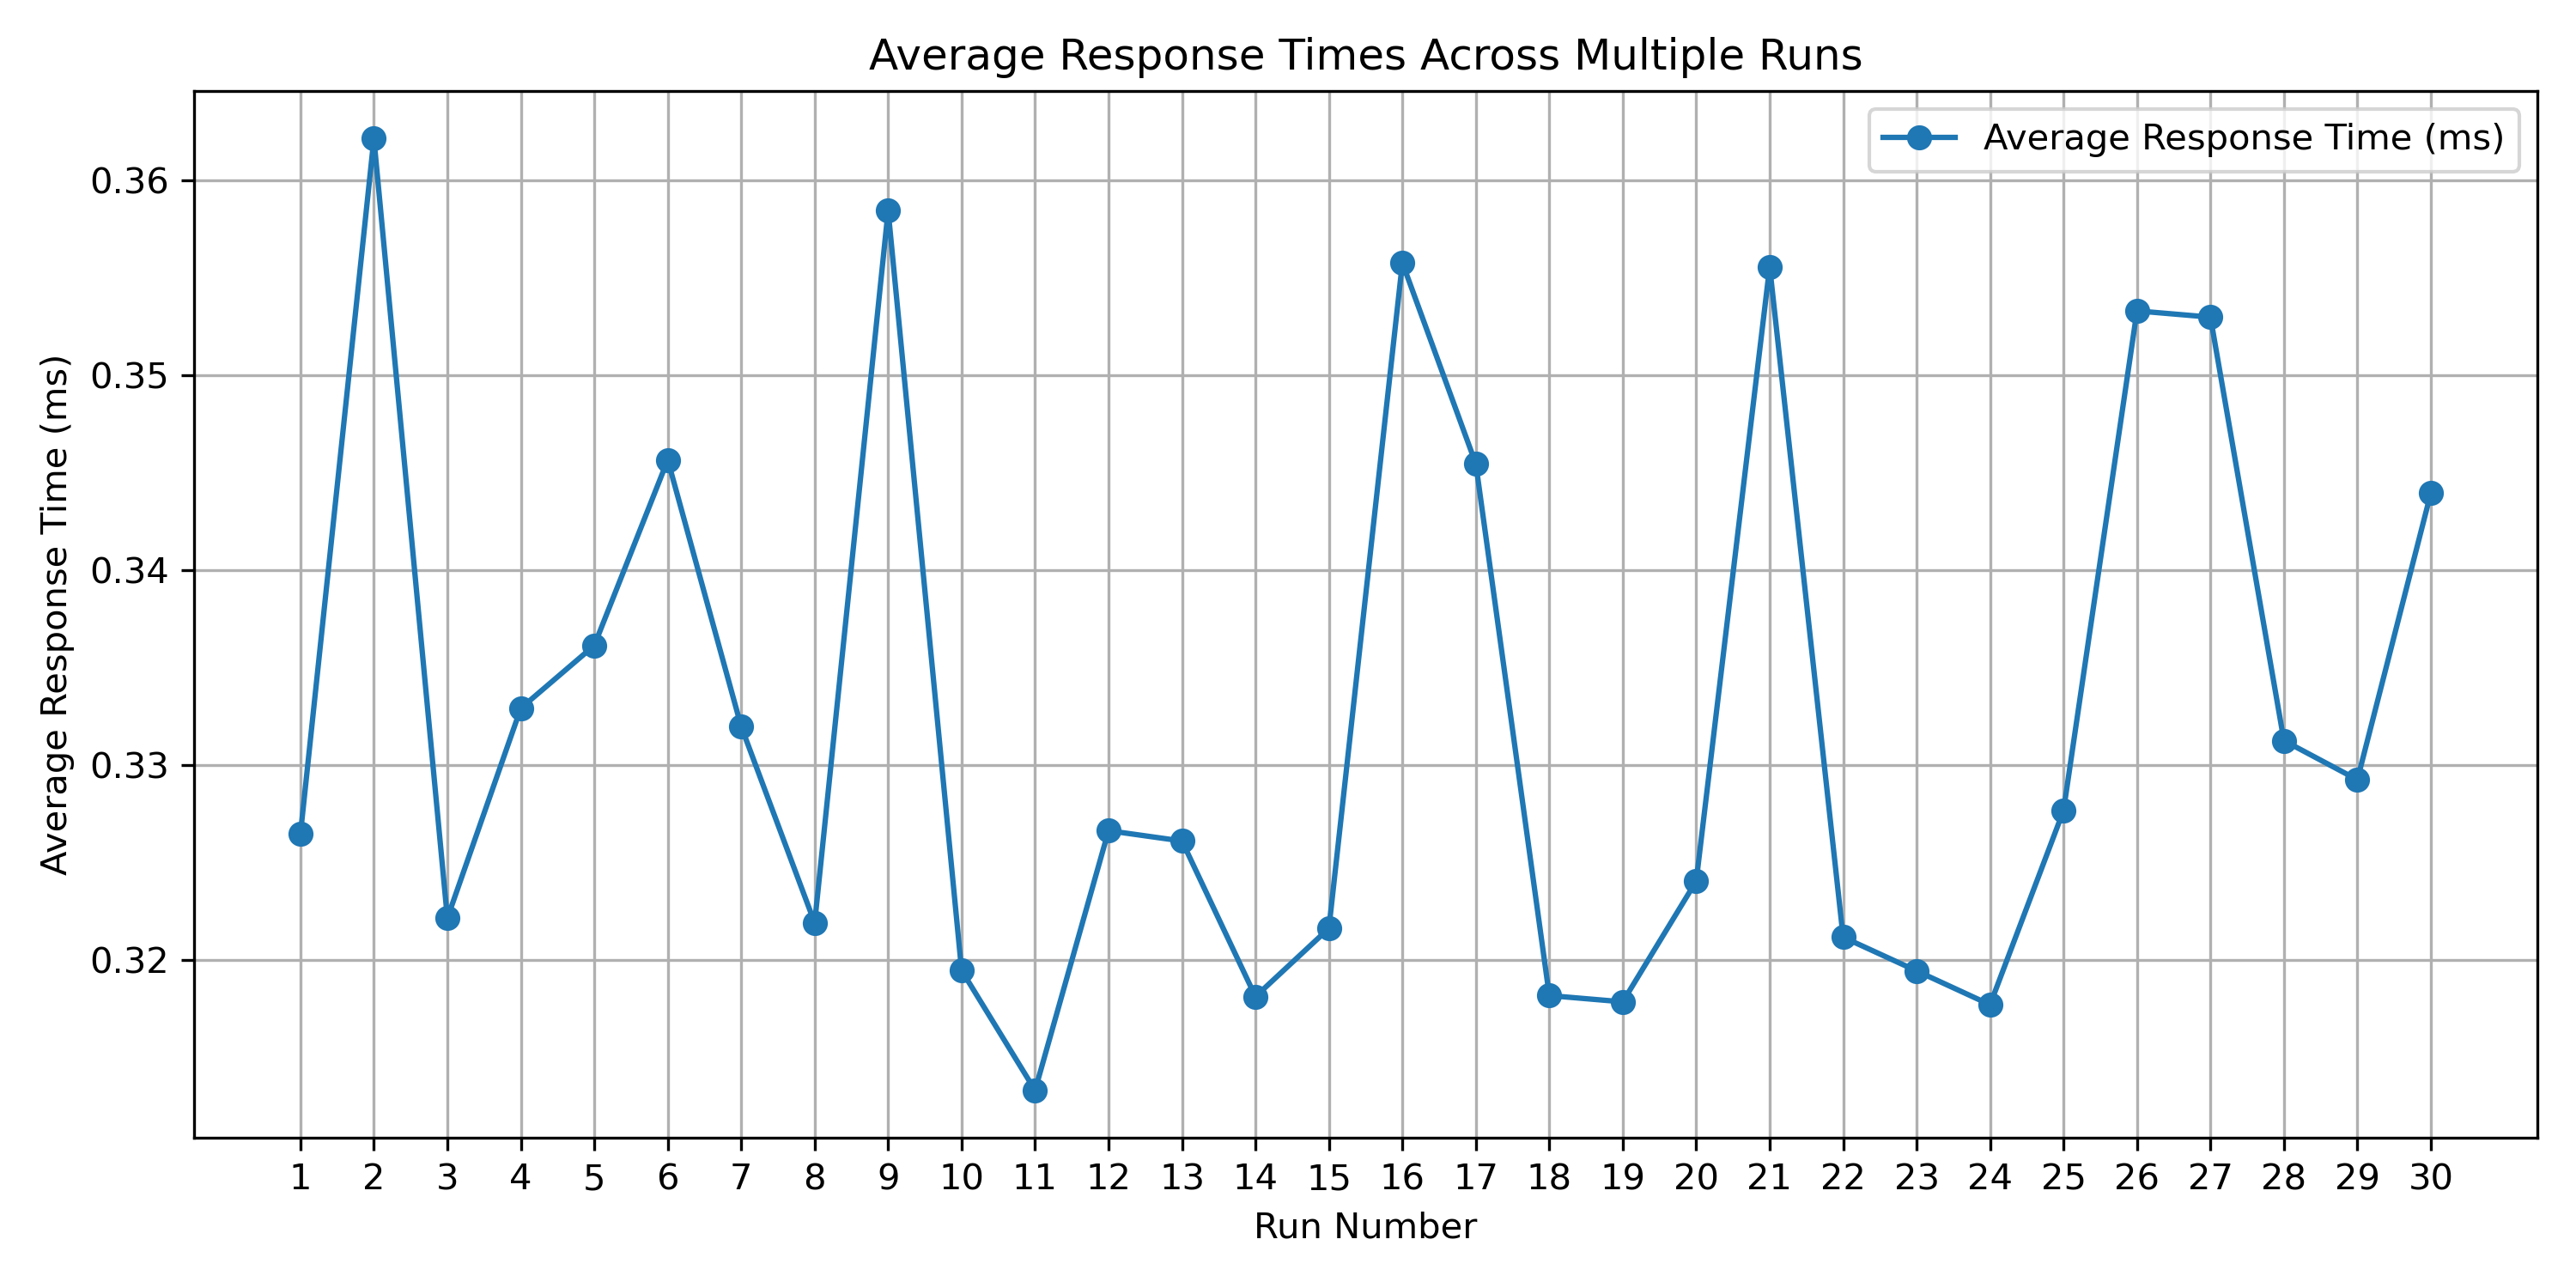 Average Response Times Across Multiple Runs
Average Response Time (ms)
0.36
0.35
0.34
0.33
0.32
Average Response Time (ms)
1 2 3 4 5 6 7 8 9 10 11 12 13 14 15 16 17 18 19 20 21 22 23 24 25 26 27 28 29 30
Run Number